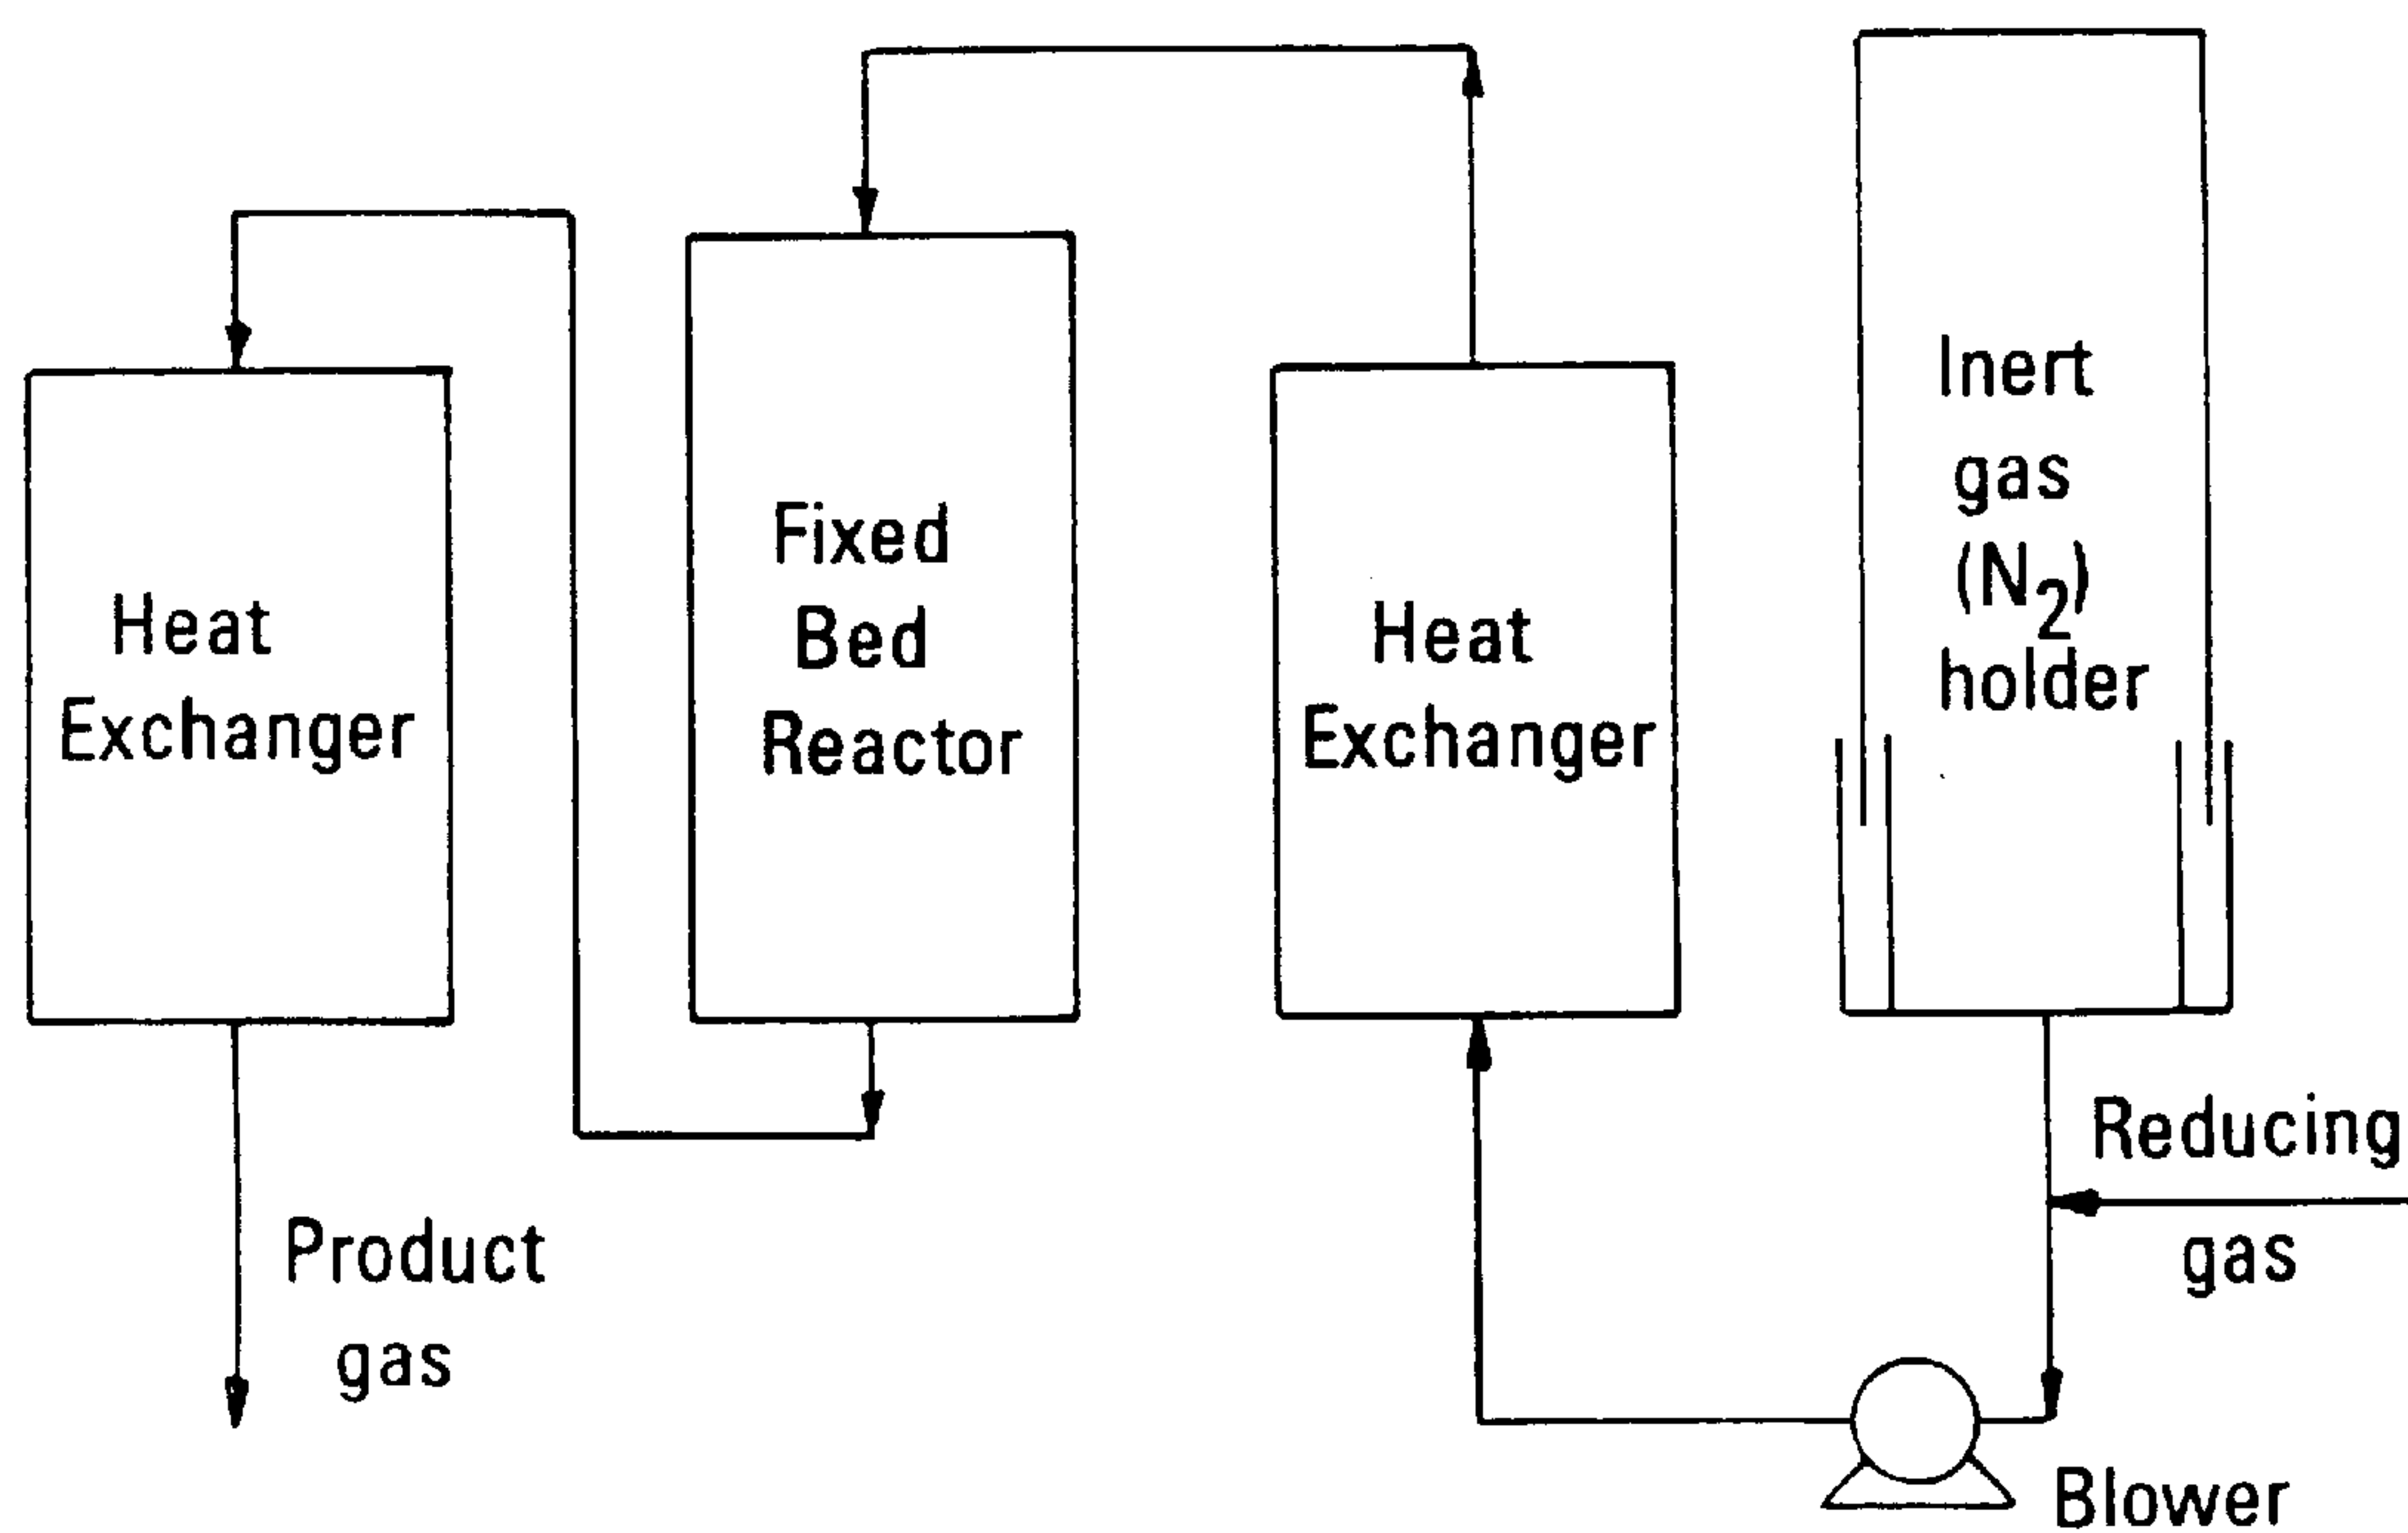 Heat
Exchanger
Fixed
Bed
Reactor
Heat
Exchanger
Inert
gas
(N2)
holder
Reducing
gas
Product
gas
Blower